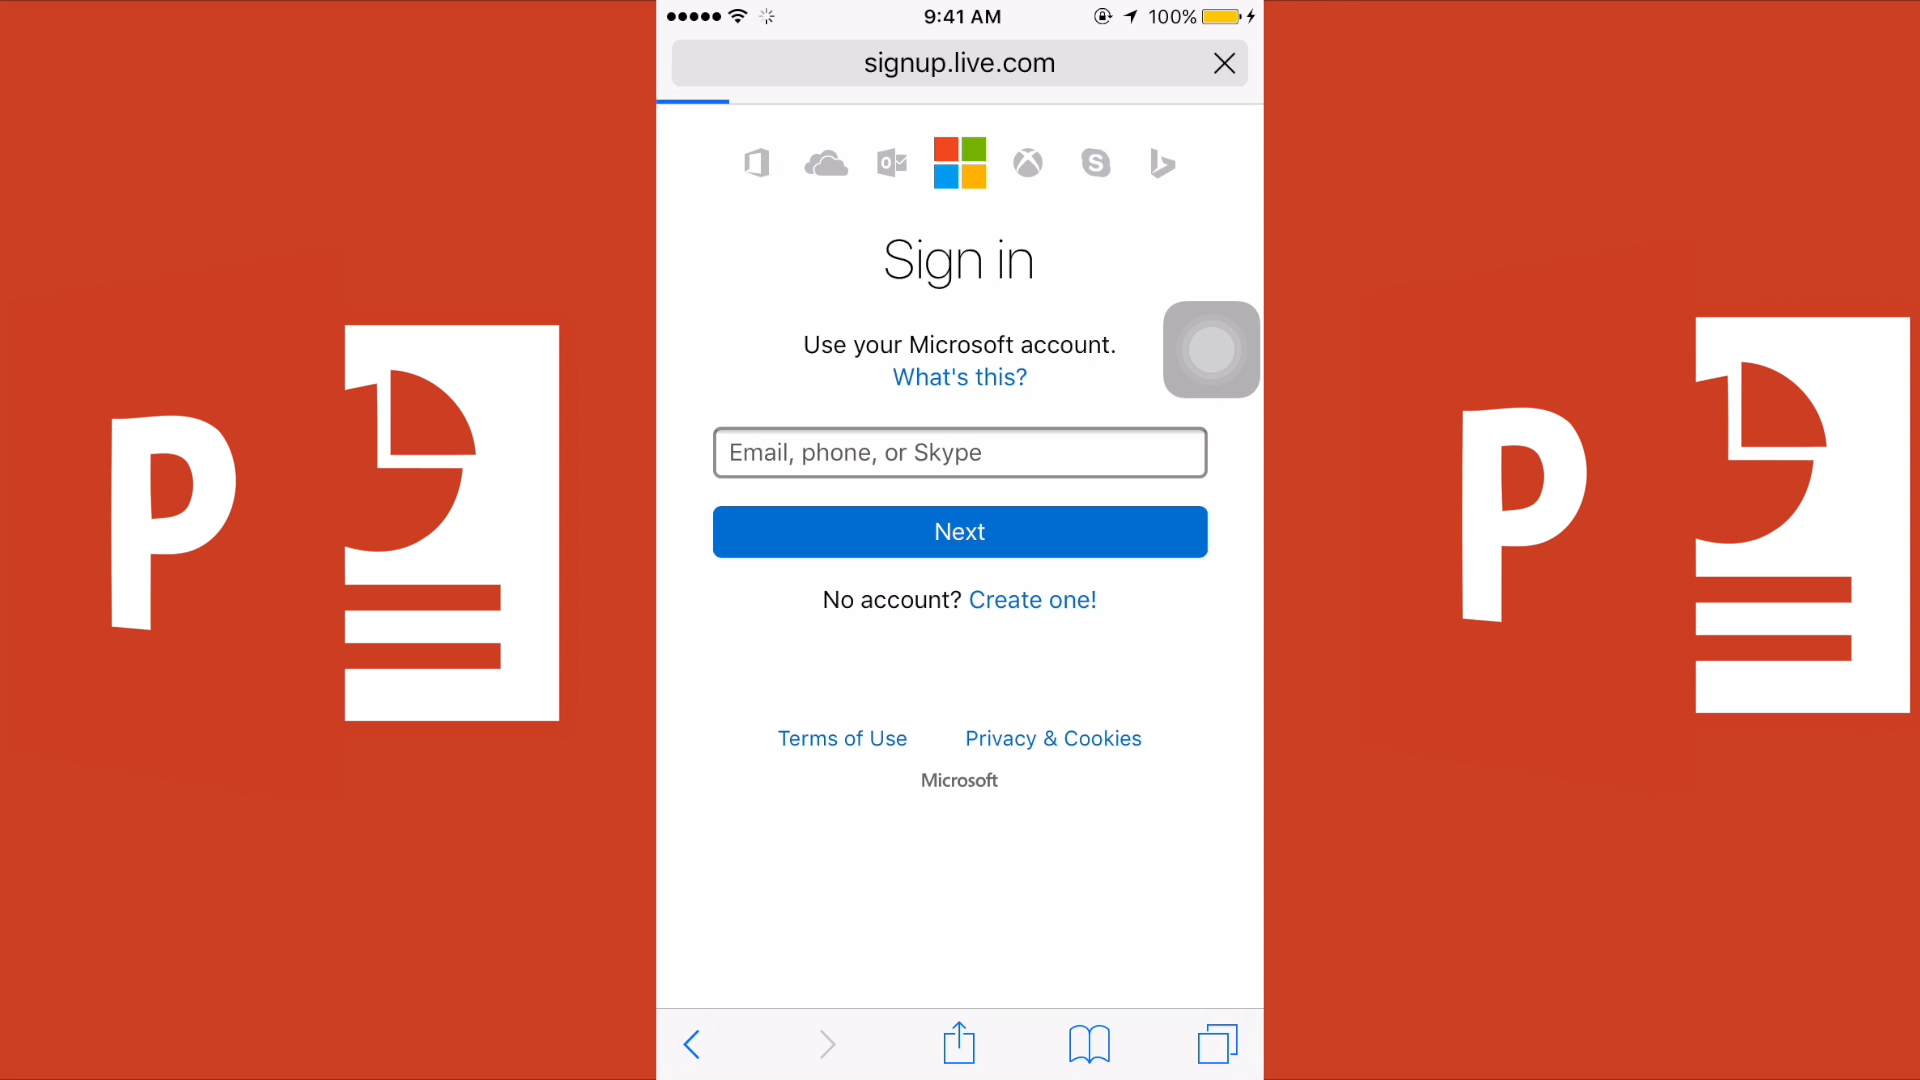 9:41 AM
100%
signup.live.com
Sign in
Use your Microsoft account.
What's this?
Email, phone, or Skype
Next
No account? Create one!
Terms of Use
Privacy & Cookies
Microsoft
P
P